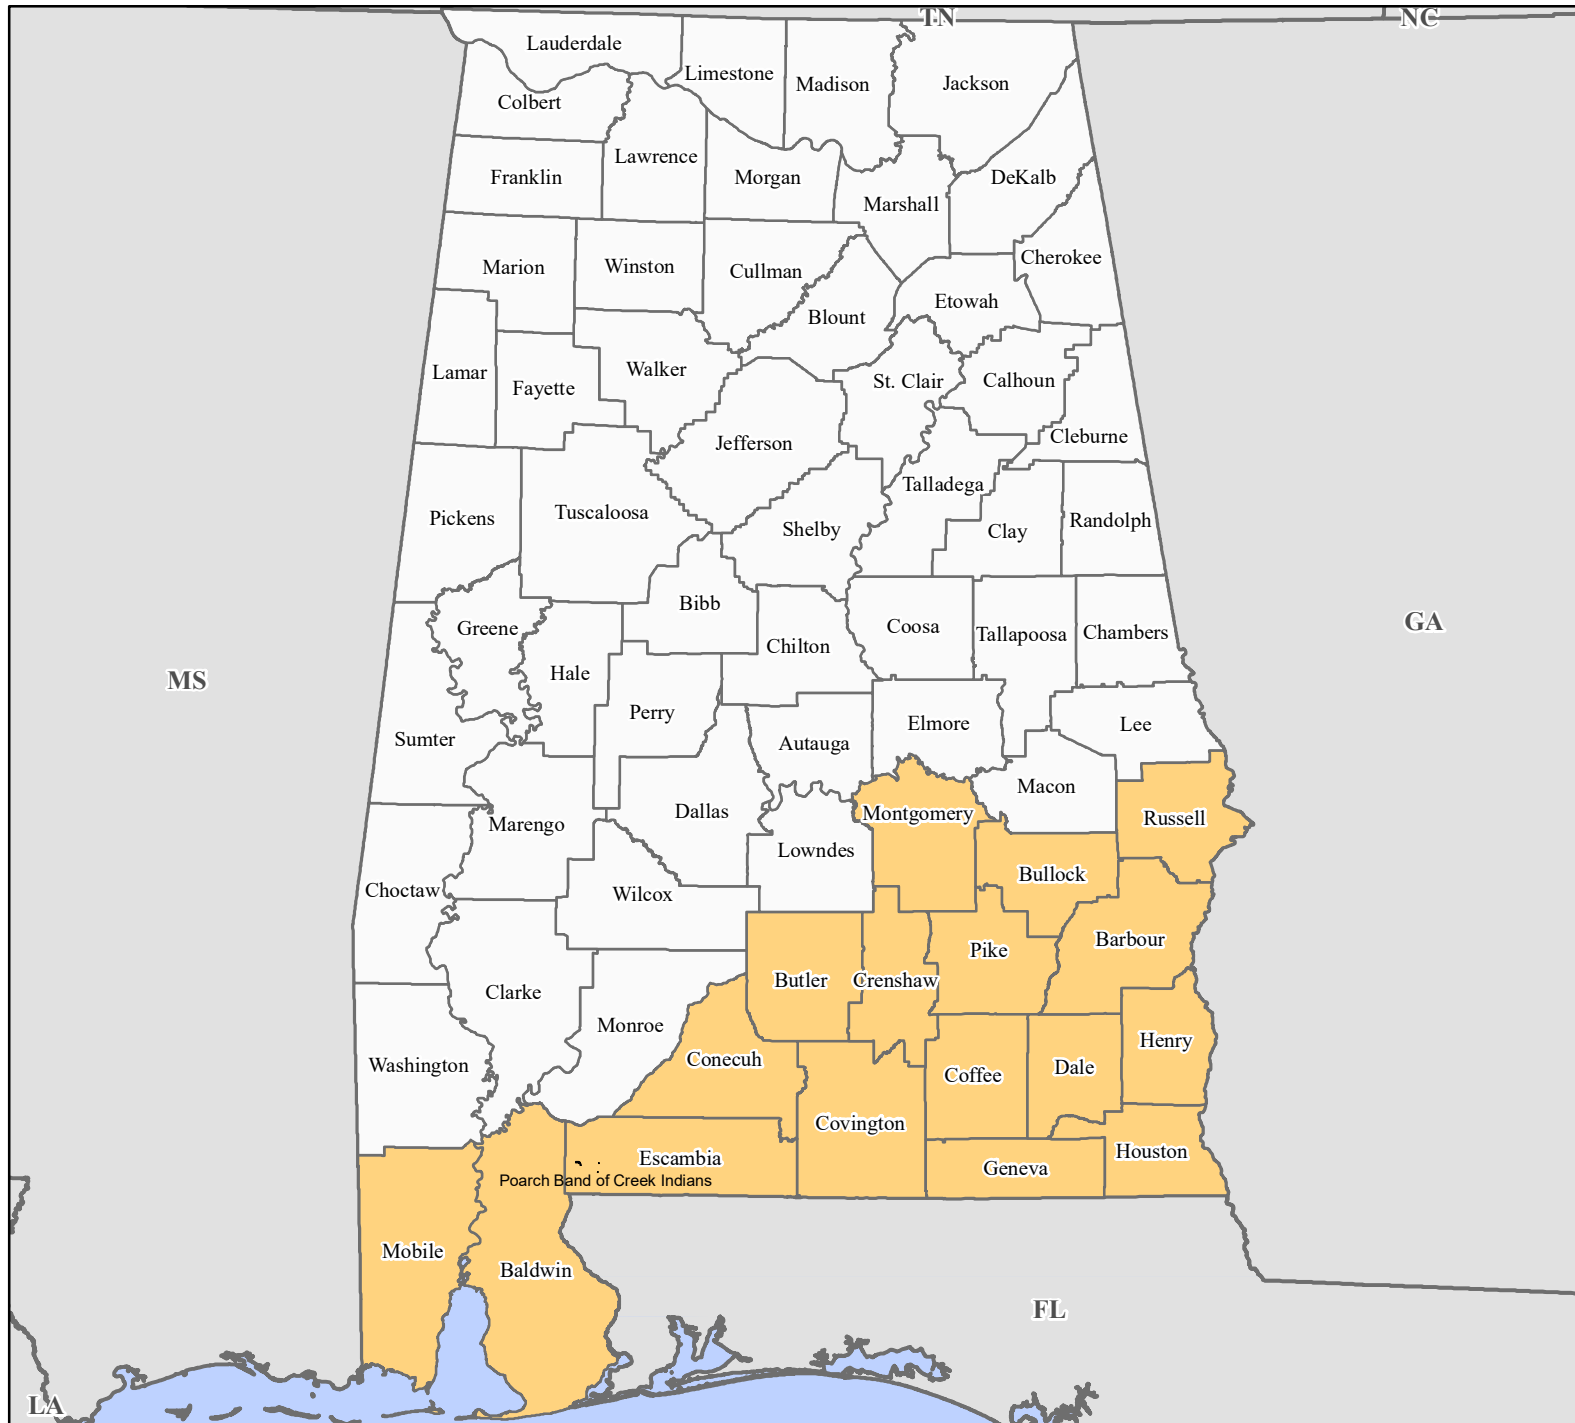 TN
NC
Lauderdale
Limestone
Madison
Jackson
Colbert
Lawrence
Franklin
Morgan
DeKalb
Marshall
Cherokee
Marion
Winston
Cullman
Etowah
Blount
Walker
Lamar
Fayette
St. Clair
Calhoun
Cleburne
Jefferson
Talladega
Pickens
Tuscaloosa
Shelby
Clay
Randolph
Bibb
Greene
Coosa
Tallapoosa
Chambers
GA
Chilton
Hale
MS
Perry
Elmore
Lee
Sumter
Autauga
Macon
Dallas
Montgomery
Russell
Marengo
Lowndes
Bullock
Choctaw
Wilcox
Barbour
Pike
Butler
Crenshaw
Clarke
Monroe
Henry
Conecuh
Washington
Coffee
Dale
Covington
Escambia
Houston
Geneva
Poarch Band of Creek Indians
Mobile
Baldwin
FL
LA